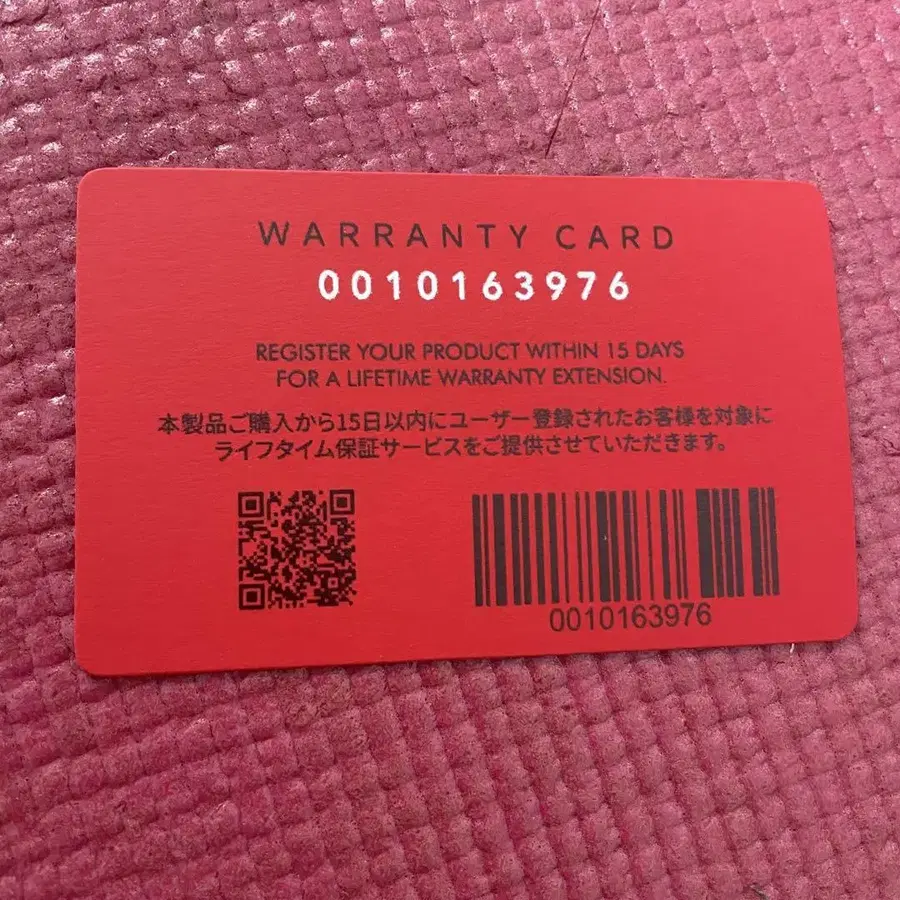 WARRANTY CARD
0010163976
REGISTER YOUR PRODUCT WITHIN 15 DAYS
FOR A LIFETIME WARRANTY EXTENSION.
本製品ご購入から15日以内にユーザー登録されたお客様を対象に
ライフタイム保証サービスをご提供させていただきます。
0010163976